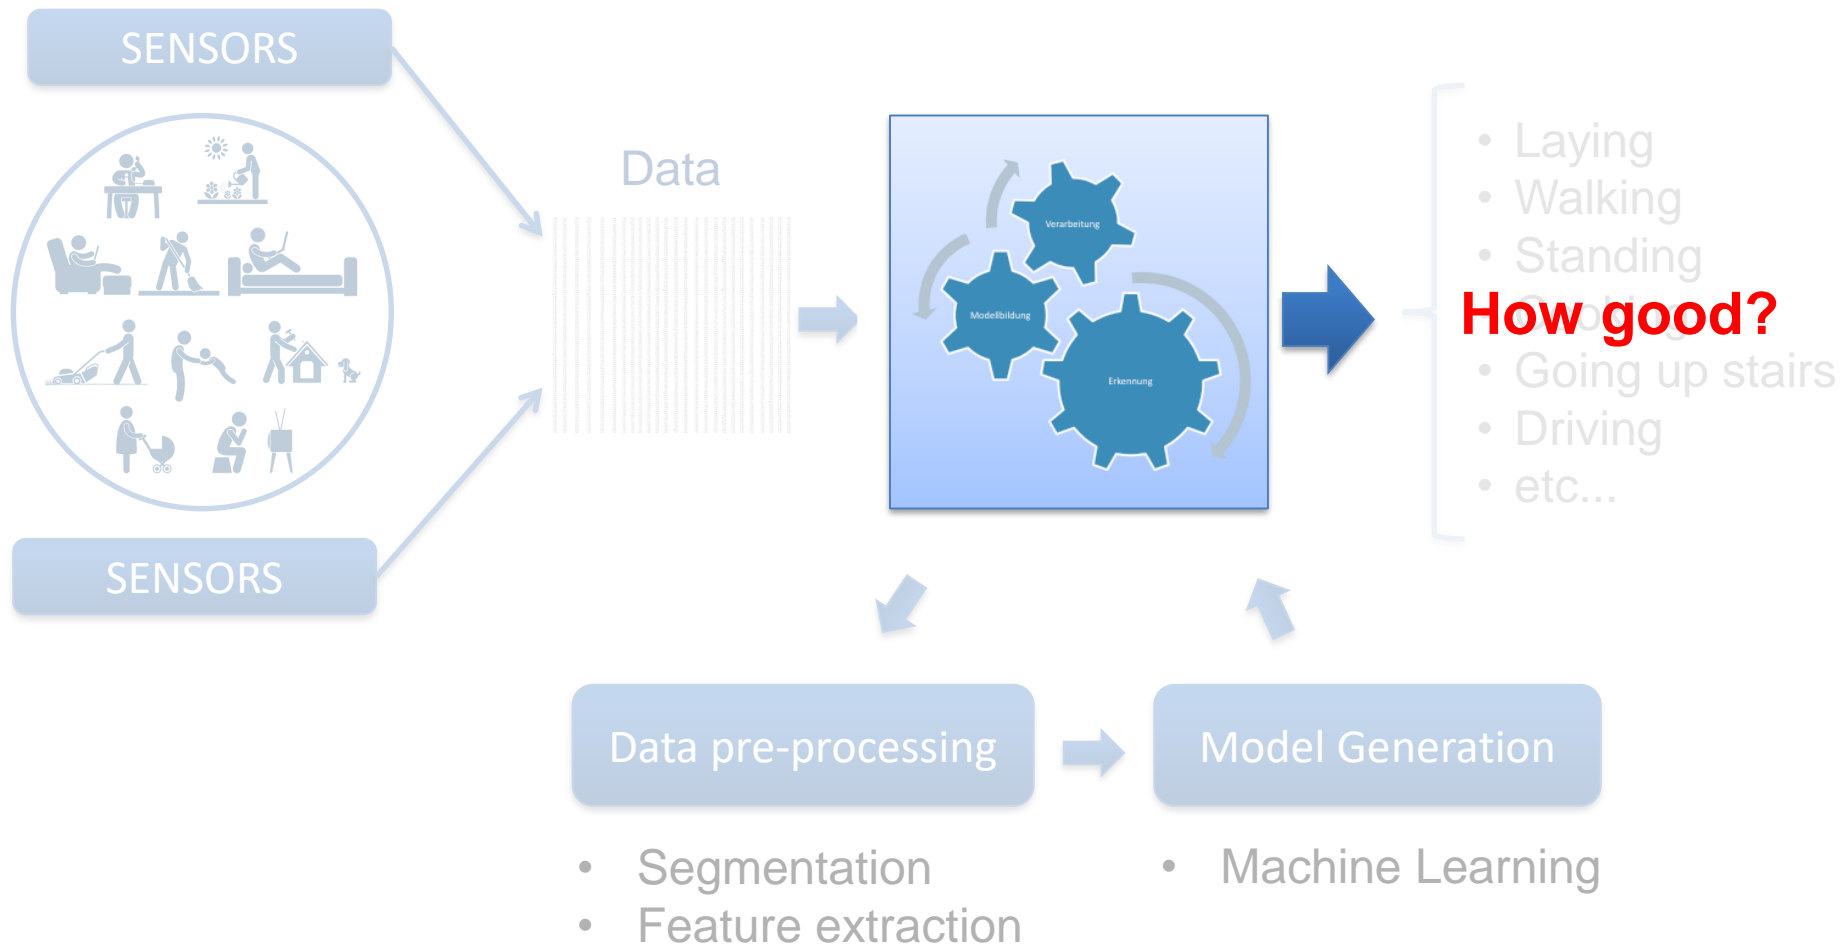 SENSORS
Data
Verarbeitung
Modellbildung
Erkennung
• Laying
• Walking
• Standing
• Cooking
How good?
• Going up stairs
• Driving
• etc...
SENSORS
Data pre-processing
Model Generation
• Segmentation
• Feature extraction
• Machine Learning